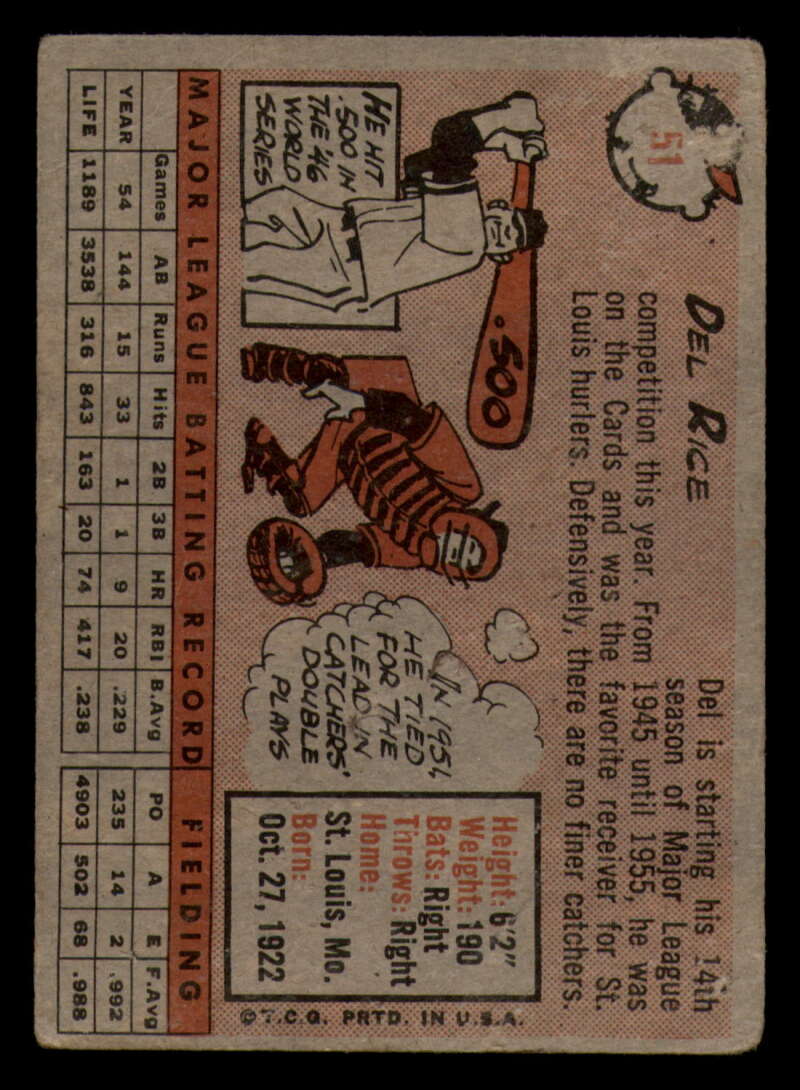 51
DEL RICE
Del is starting his 14th
season of Major League
competition this year. From 1945 until 1955, he was
on the Cards and was the favorite receiver for St.
Louis hurlers. Defensively, there are no finer catchers.
HE HIT
.500 IN
THE '46
WORLD
SERIES
.500
IN 1951,
HE TIED
FOR THE
LEAD IN
CATCHERS'
DOUBLE
PLAYS
Height: 6'2"
Weight: 190
Bats: Right
Throws: Right
Home:
St. Louis, Mo.
Born:
Oct. 27, 1922
©T.C.G. PRTD. IN U.S.A.
MAJOR LEAGUE BATTING RECORD FIELDING
Games AB Runs Hits 2B 3B HR RBI B.Avg PO A E F.Avg
YEAR 54 144 15 33 1 1 9 20 .229 235 14 2 .992
LIFE 1189 3538 316 843 163 20 74 417 .238 4903 502 68 .988